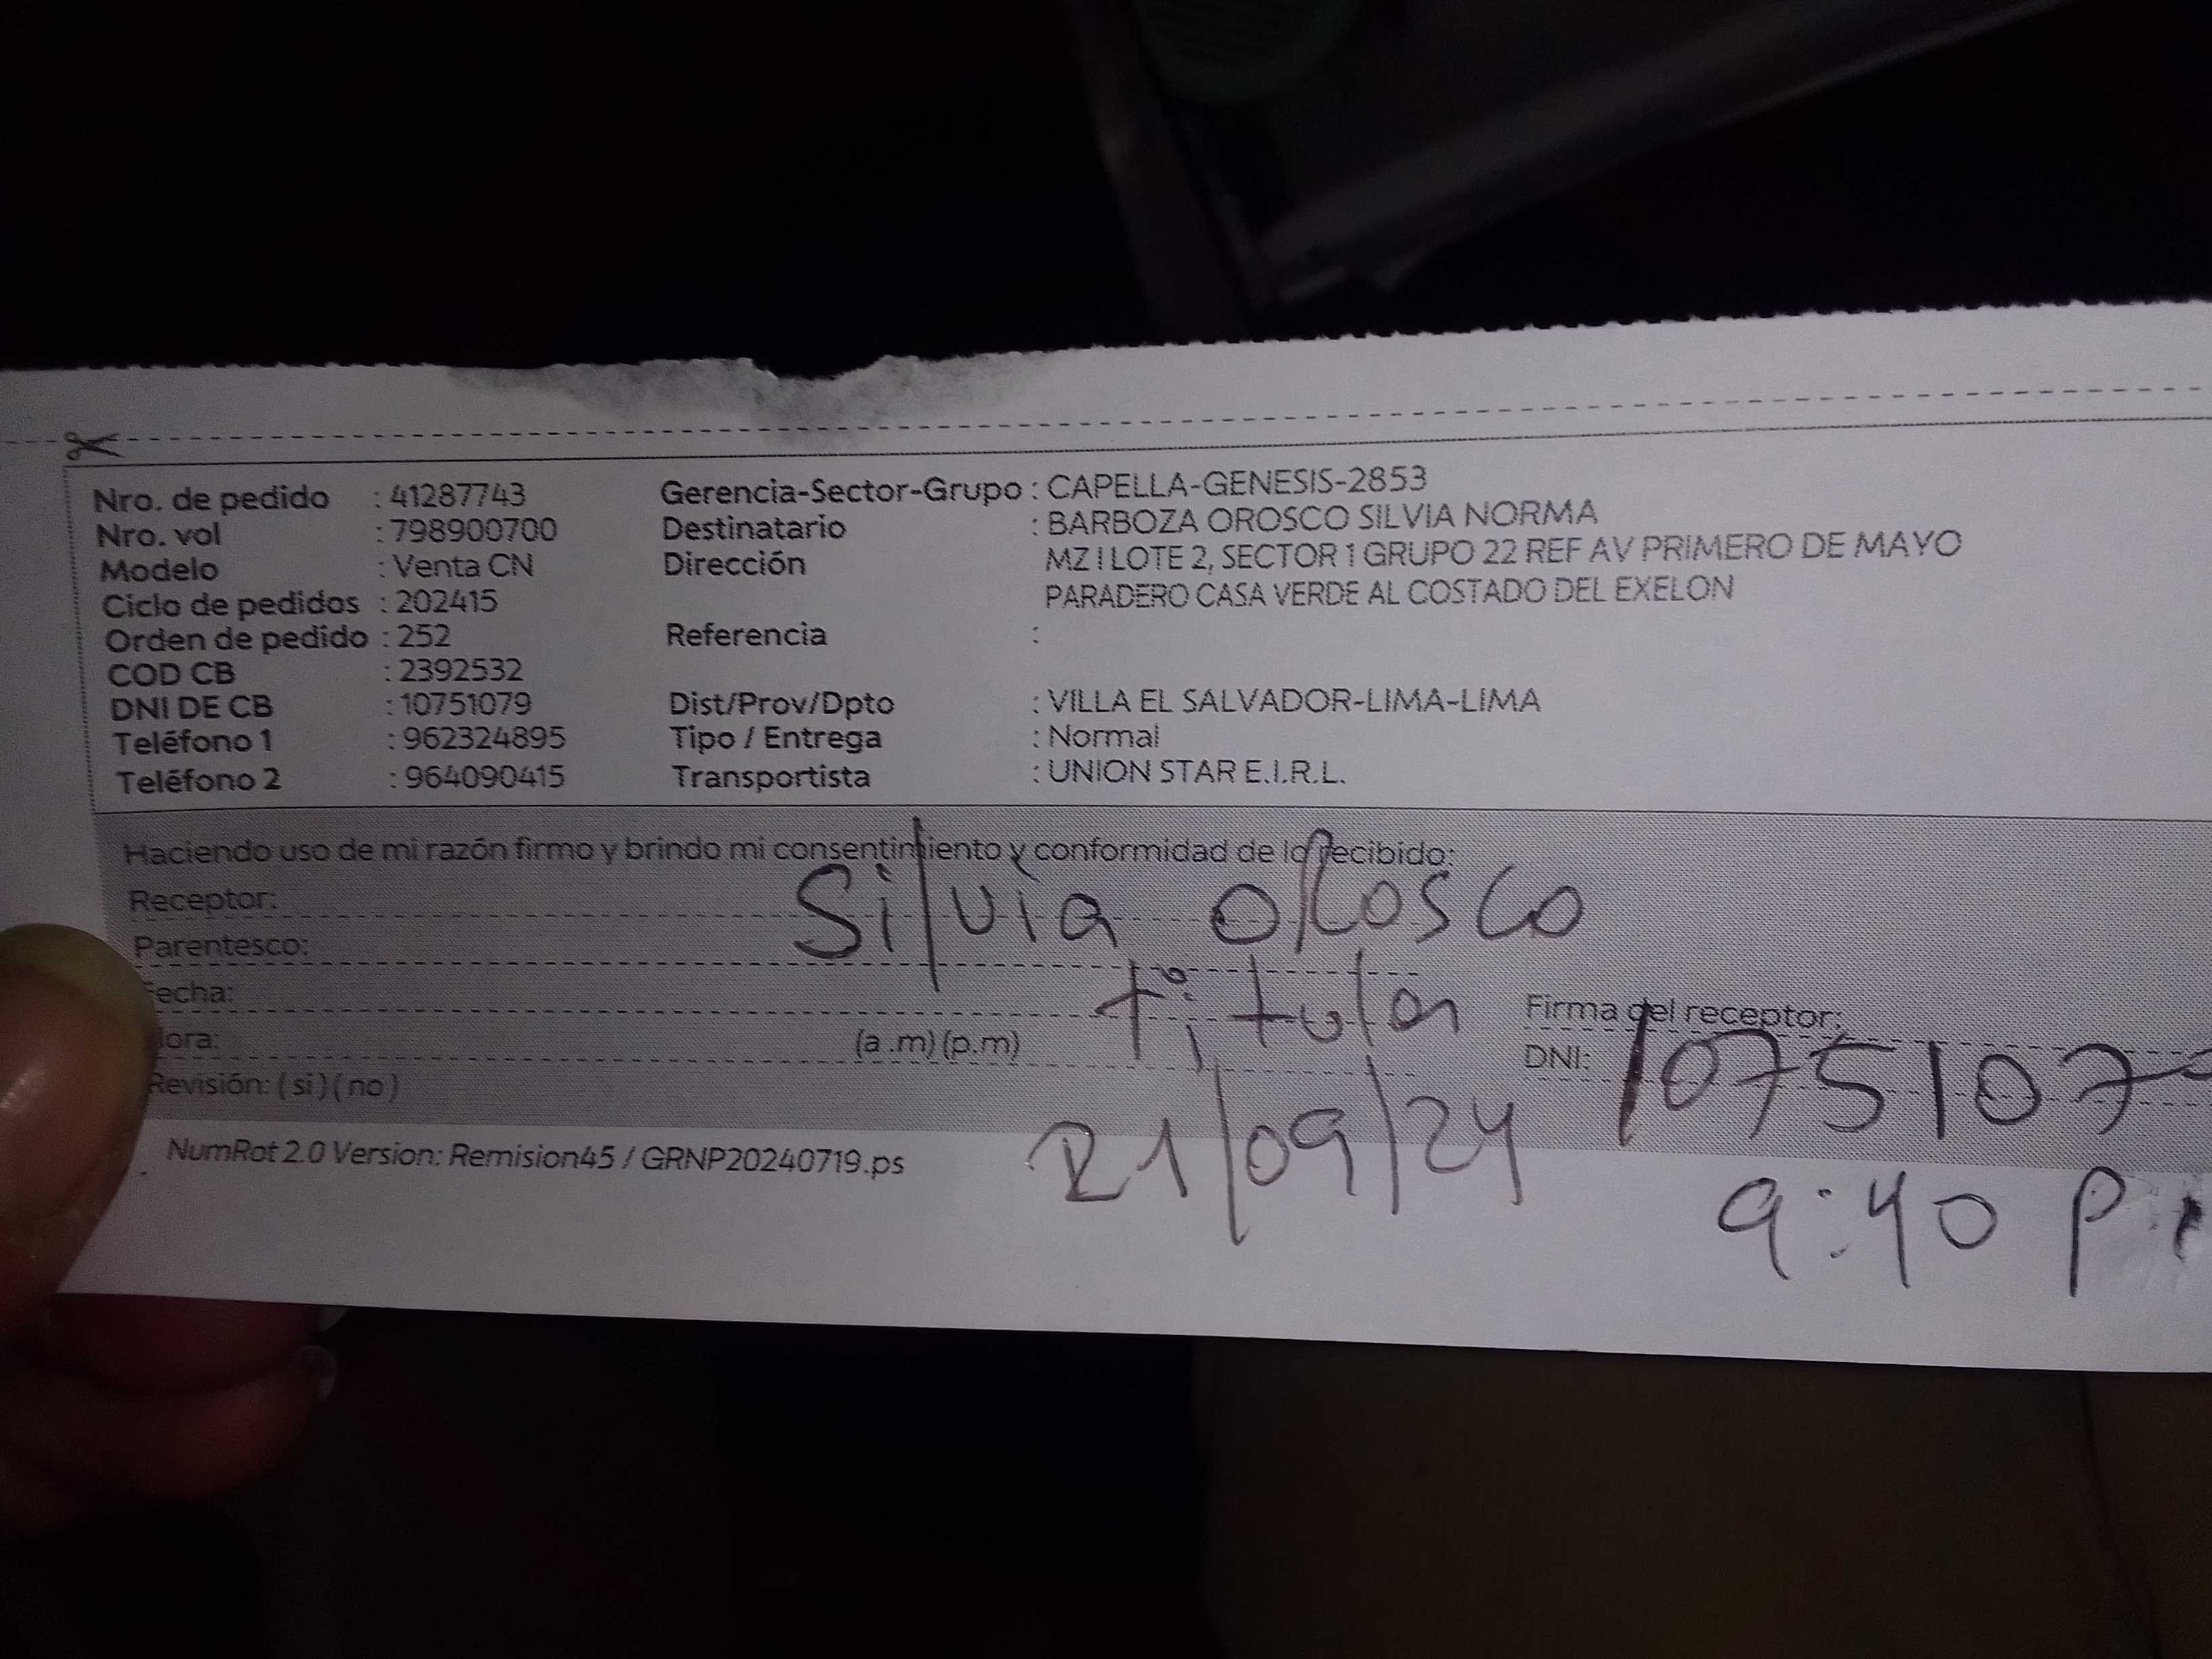 Nro. de pedido : 41287743 Gerencia-Sector-Grupo : CAPELLA-GENESIS-2853
Nro. vol : 798900700 Destinatario : BARBOZA OROSCO SILVIA NORMA
Modelo : Venta CN Dirección MZ I LOTE 2, SECTOR 1 GRUPO 22 REF AV PRIMERO DE MAYO
Ciclo de pedidos : 202415 PARADERO CASA VERDE AL COSTADO DEL EXELON
Orden de pedido : 252 Referencia :
COD CB : 2392532
DNI DE CB : 10751079 Dist/Prov/Dpto : VILLA EL SALVADOR-LIMA-LIMA
Teléfono 1 : 962324895 Tipo / Entrega : Normal
Teléfono 2 : 964090415 Transportista : UNION STAR E.I.R.L.
Haciendo uso de mi razón firmo y brindo mi consentimiento y conformidad de lo recibido:
Receptor: Silvia orosco
Parentesco: titular
Fecha: Firma del receptor:
Hora: (a .m) (p.m) DNI: 1075107
Revisión: ( si ) ( no )
21/09/24
NumRot 2.0 Version: Remision45 / GRNP20240719.ps
9:40 P.